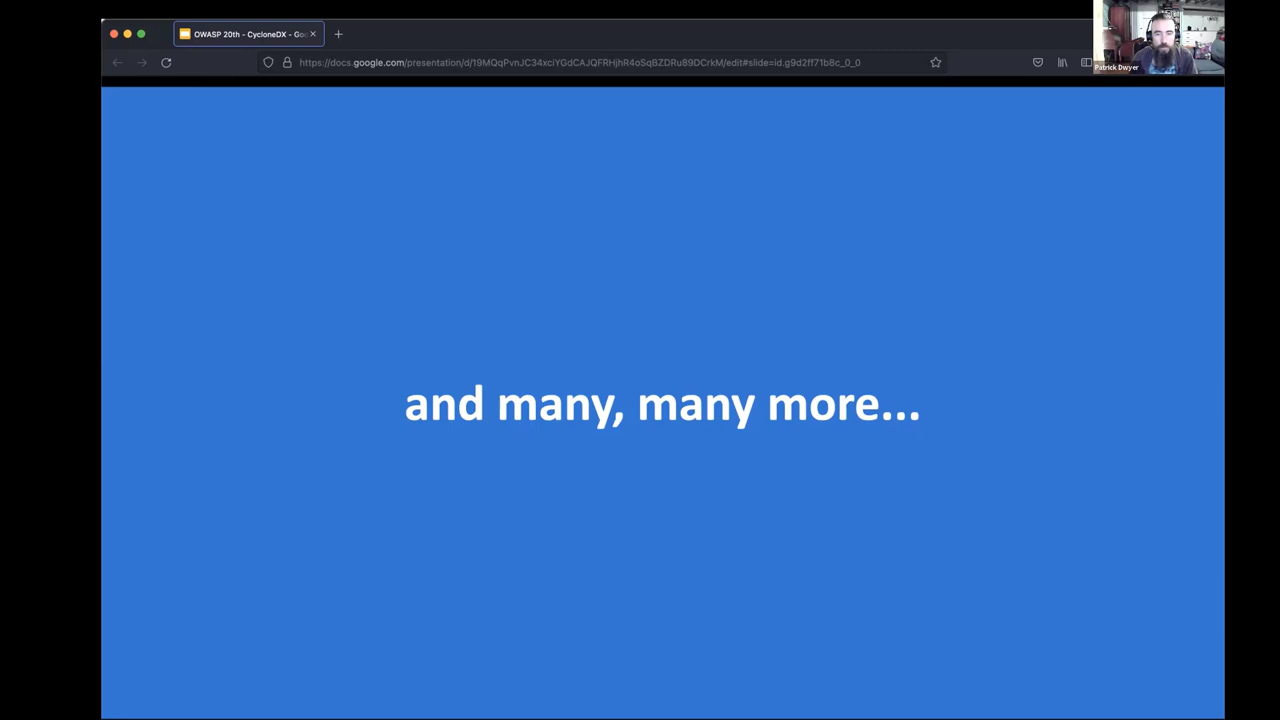 OWASP 20th - CycloneDX - Goo
https://docs.google.com/presentation/d/19MQqPvnJC34xciYGdCAJQFRHjhR4oSqBZDRu89DCrkM/edit#slide=id.g9d2ff71b8c_0_0
Patrick Dwyer
and many, many more...